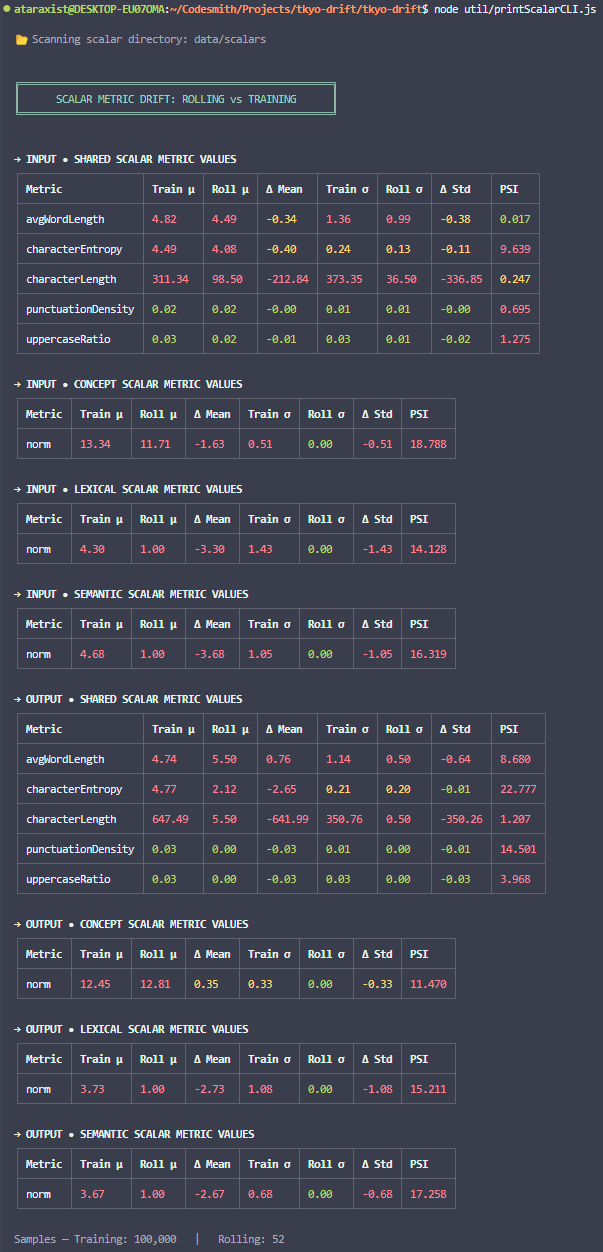 ataraxist@DESKTOP-EU07OMA:~/Codesmith/Projects/tkyo-drift/tkyo-drift$ node util/printScalarCLI.js
📂 Scanning scalar directory: data/scalars
SCALAR METRIC DRIFT: ROLLING vs TRAINING
→ INPUT • SHARED SCALAR METRIC VALUES
Metric Train μ Roll μ Δ Mean Train σ Roll σ Δ Std PSI
avgWordLength 4.82 4.49 -0.34 1.36 0.99 -0.38 0.017
characterEntropy 4.49 4.08 -0.40 0.24 0.13 -0.11 9.639
characterLength 311.34 98.50 -212.84 373.35 36.50 -336.85 0.247
punctuationDensity 0.02 0.02 -0.00 0.01 0.01 -0.00 0.695
uppercaseRatio 0.03 0.02 -0.01 0.03 0.01 -0.02 1.275
→ INPUT • CONCEPT SCALAR METRIC VALUES
Metric Train μ Roll μ Δ Mean Train σ Roll σ Δ Std PSI
norm 13.34 11.71 -1.63 0.51 0.00 -0.51 18.788
→ INPUT • LEXICAL SCALAR METRIC VALUES
Metric Train μ Roll μ Δ Mean Train σ Roll σ Δ Std PSI
norm 4.30 1.00 -3.30 1.43 0.00 -1.43 14.128
→ INPUT • SEMANTIC SCALAR METRIC VALUES
Metric Train μ Roll μ Δ Mean Train σ Roll σ Δ Std PSI
norm 4.68 1.00 -3.68 1.05 0.00 -1.05 16.319
→ OUTPUT • SHARED SCALAR METRIC VALUES
Metric Train μ Roll μ Δ Mean Train σ Roll σ Δ Std PSI
avgWordLength 4.74 5.50 0.76 1.14 0.50 -0.64 8.680
characterEntropy 4.77 2.12 -2.65 0.21 0.20 -0.01 22.777
characterLength 647.49 5.50 -641.99 350.76 0.50 -350.26 1.207
punctuationDensity 0.03 0.00 -0.03 0.01 0.00 -0.01 14.501
uppercaseRatio 0.03 0.00 -0.03 0.03 0.00 -0.03 3.968
→ OUTPUT • CONCEPT SCALAR METRIC VALUES
Metric Train μ Roll μ Δ Mean Train σ Roll σ Δ Std PSI
norm 12.45 12.81 0.35 0.33 0.00 -0.33 11.470
→ OUTPUT • LEXICAL SCALAR METRIC VALUES
Metric Train μ Roll μ Δ Mean Train σ Roll σ Δ Std PSI
norm 3.73 1.00 -2.73 1.08 0.00 -1.08 15.211
→ OUTPUT • SEMANTIC SCALAR METRIC VALUES
Metric Train μ Roll μ Δ Mean Train σ Roll σ Δ Std PSI
norm 3.67 1.00 -2.67 0.68 0.00 -0.68 17.258
Samples — Training: 100,000 | Rolling: 52